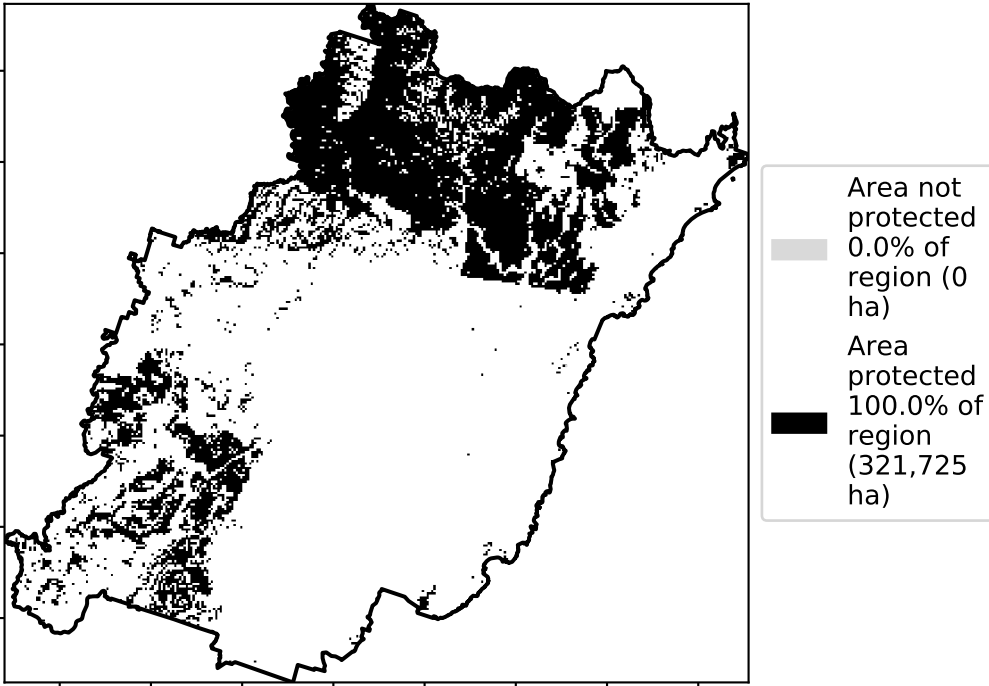 Area not
protected
0.0% of
region (0
ha)
Area
protected
100.0% of
region
(321,725
ha)